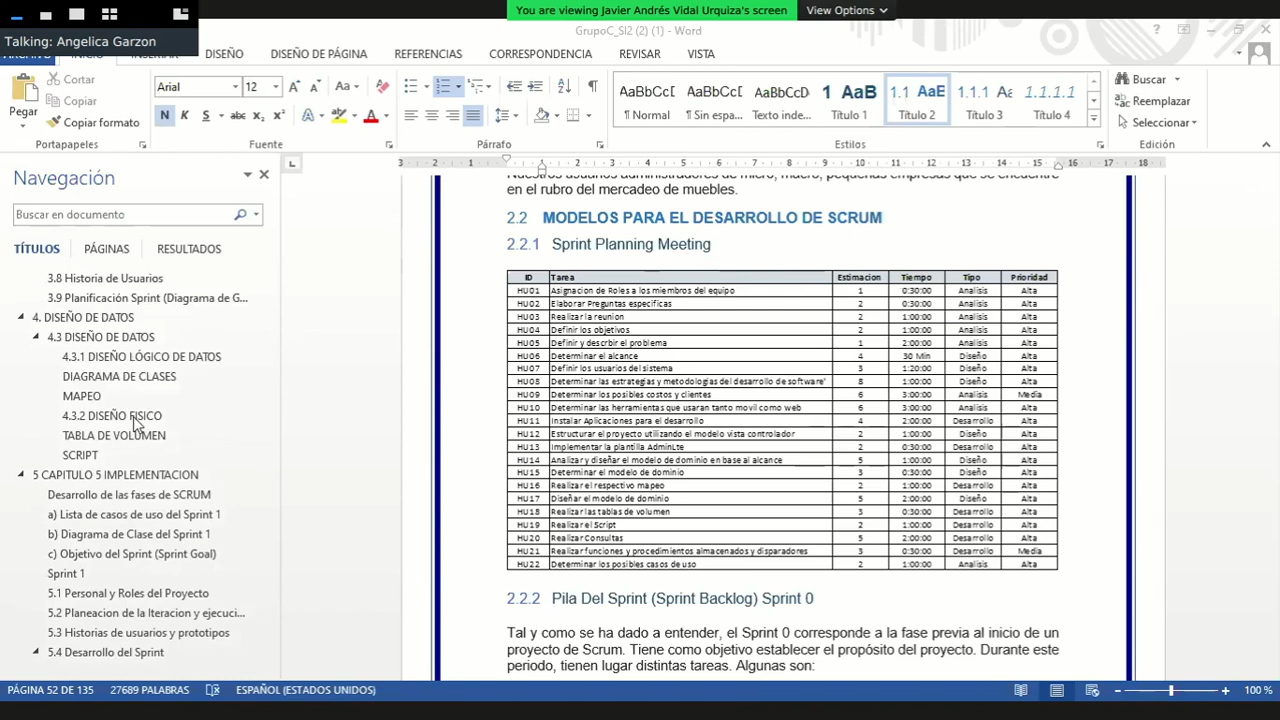 You are viewing Javier Andrés Vidal Urquiza's screen
View Options
Talking: Angelica Garzon
GrupoC_SI2 (2) (1) - Word
DISEÑO
DISEÑO DE PÁGINA
REFERENCIAS
CORRESPONDENCIA
REVISAR
VISTA
Cortar
Copiar
Copiar formato
Pegar
Portapapeles
Arial
12
Fuente
Párrafo
AaBbCcI AaBbCcL AaBbCcD 1 AaB 1.1 AaE 1.1.1 Aa 1.1.1.1
¶ Normal
¶ Sin espa...
Texto inde...
Título 1
Título 2
Título 3
Título 4
Estilos
Buscar
Reemplazar
Seleccionar
Edición
Navegación
Buscar en documento
TÍTULOS
PÁGINAS
RESULTADOS
3.8 Historia de Usuarios
3.9 Planificación Sprint (Diagrama de G...
4. DISEÑO DE DATOS
4.3 DISEÑO DE DATOS
4.3.1 DISEÑO LÓGICO DE DATOS
DIAGRAMA DE CLASES
MAPEO
4.3.2 DISEÑO FISICO
TABLA DE VOLUMEN
SCRIPT
5 CAPITULO 5 IMPLEMENTACION
Desarrollo de las fases de SCRUM
a) Lista de casos de uso del Sprint 1
b) Diagrama de Clase del Sprint 1
c) Objetivo del Sprint (Sprint Goal)
Sprint 1
5.1 Personal y Roles del Proyecto
5.2 Planeacion de la Iteracion y ejecuci...
5.3 Historias de usuarios y prototipos
5.4 Desarrollo del Sprint
3 2 1 1 2 3 4 5 6 7 8 9 10 11 12 13 14 15 16 17 18
Nuestros usuarios administradores de micro, macro, pequeñas empresas que se encuentre
en el rubro del mercadeo de muebles.
2.2 MODELOS PARA EL DESARROLLO DE SCRUM
2.2.1 Sprint Planning Meeting
ID Tarea Estimacion Tiempo Tipo Prioridad
HU01 Asignacion de Roles a los miembros del equipo 1 0:30:00 Analisis Alta
HU02 Elaborar Preguntas especificas 2 0:30:00 Analisis Alta
HU03 Realizar la reunion 2 1:00:00 Analisis Alta
HU04 Definir los objetivos 2 1:00:00 Analisis Alta
HU05 Definir y describir el problema 1 2:00:00 Analisis Alta
HU06 Determinar el alcance 4 30 Min Diseño Alta
HU07 Definir los usuarios del sistema 3 1:20:00 Diseño Alta
HU08 Determinar las estrategias y metodologias del desarrollo de software' 8 1:00:00 Diseño Alta
HU09 Determinar los posibles costos y clientes 6 3:00:00 Analisis Media
HU10 Determinar las herramientas que usaran tanto movil como web 6 3:00:00 Analisis Alta
HU11 Instalar Aplicaciones para el desarrollo 4 2:00:00 Desarrollo Alta
HU12 Estructurar el proyecto utilizando el modelo vista controlador 2 1:00:00 Diseño Alta
HU13 Implementar la plantilla AdminLte 2 0:30:00 Desarrollo Alta
HU14 Analizar y diseñar el modelo de dominio en base al alcance 5 1:00:00 Diseño Alta
HU15 Determinar el modelo de dominio 3 0:30:00 Diseño Alta
HU16 Realizar el respectivo mapeo 2 1:00:00 Desarrollo Alta
HU17 Diseñar el modelo de dominio 5 2:00:00 Diseño Alta
HU18 Realizar las tablas de volumen 3 0:30:00 Desarrollo Alta
HU19 Realizar el Script 2 1:00:00 Desarrollo Alta
HU20 Realizar Consultas 5 2:00:00 Desarrollo Alta
HU21 Realizar funciones y procedimientos almacenados y disparadores 3 0:30:00 Desarrollo Media
HU22 Determinar los posibles casos de uso 2 1:00:00 Analisis Alta
2.2.2 Pila Del Sprint (Sprint Backlog) Sprint 0
Tal y como se ha dado a entender, el Sprint 0 corresponde a la fase previa al inicio de un
proyecto de Scrum. Tiene como objetivo establecer el propósito del proyecto. Durante este
periodo, tienen lugar distintas tareas. Algunas son:
PÁGINA 52 DE 135
27689 PALABRAS
ESPAÑOL (ESTADOS UNIDOS)
100 %